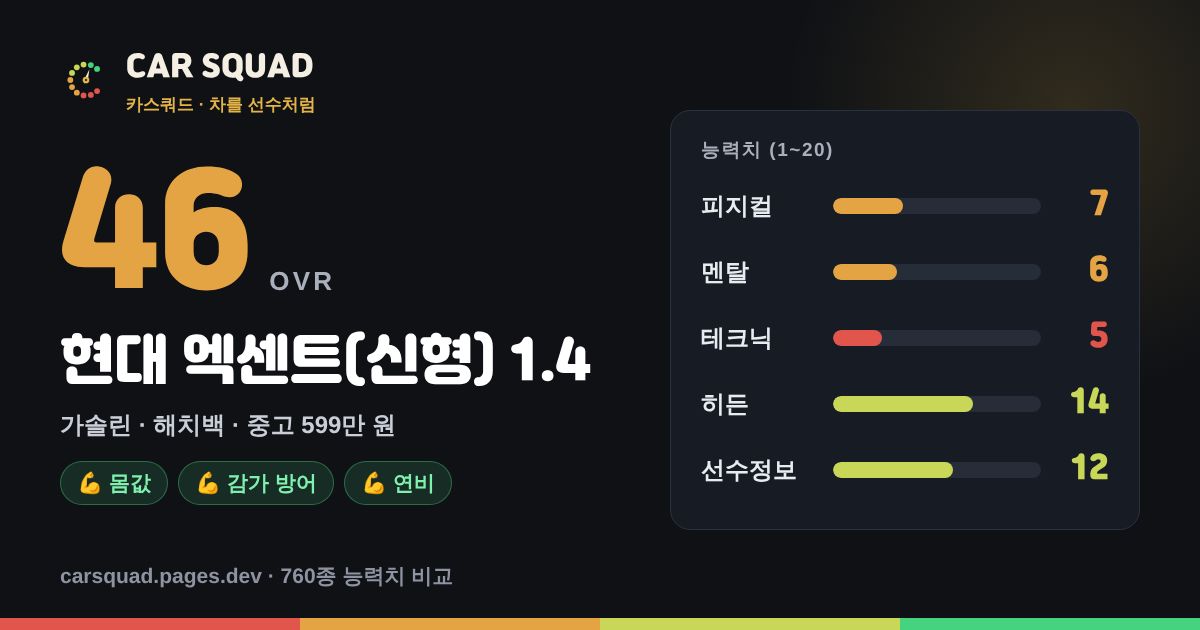 CAR SQUAD
카스쿼드 · 차를 선수처럼
46 OVR
현대 엑센트(신형) 1.4
가솔린 · 해치백 · 중고 599만 원
💪 몸값 💪 감가 방어 💪 연비
carsquad.pages.dev · 760종 능력치 비교
능력치 (1~20)
피지컬 7
멘탈 6
테크닉 5
히든 14
선수정보 12